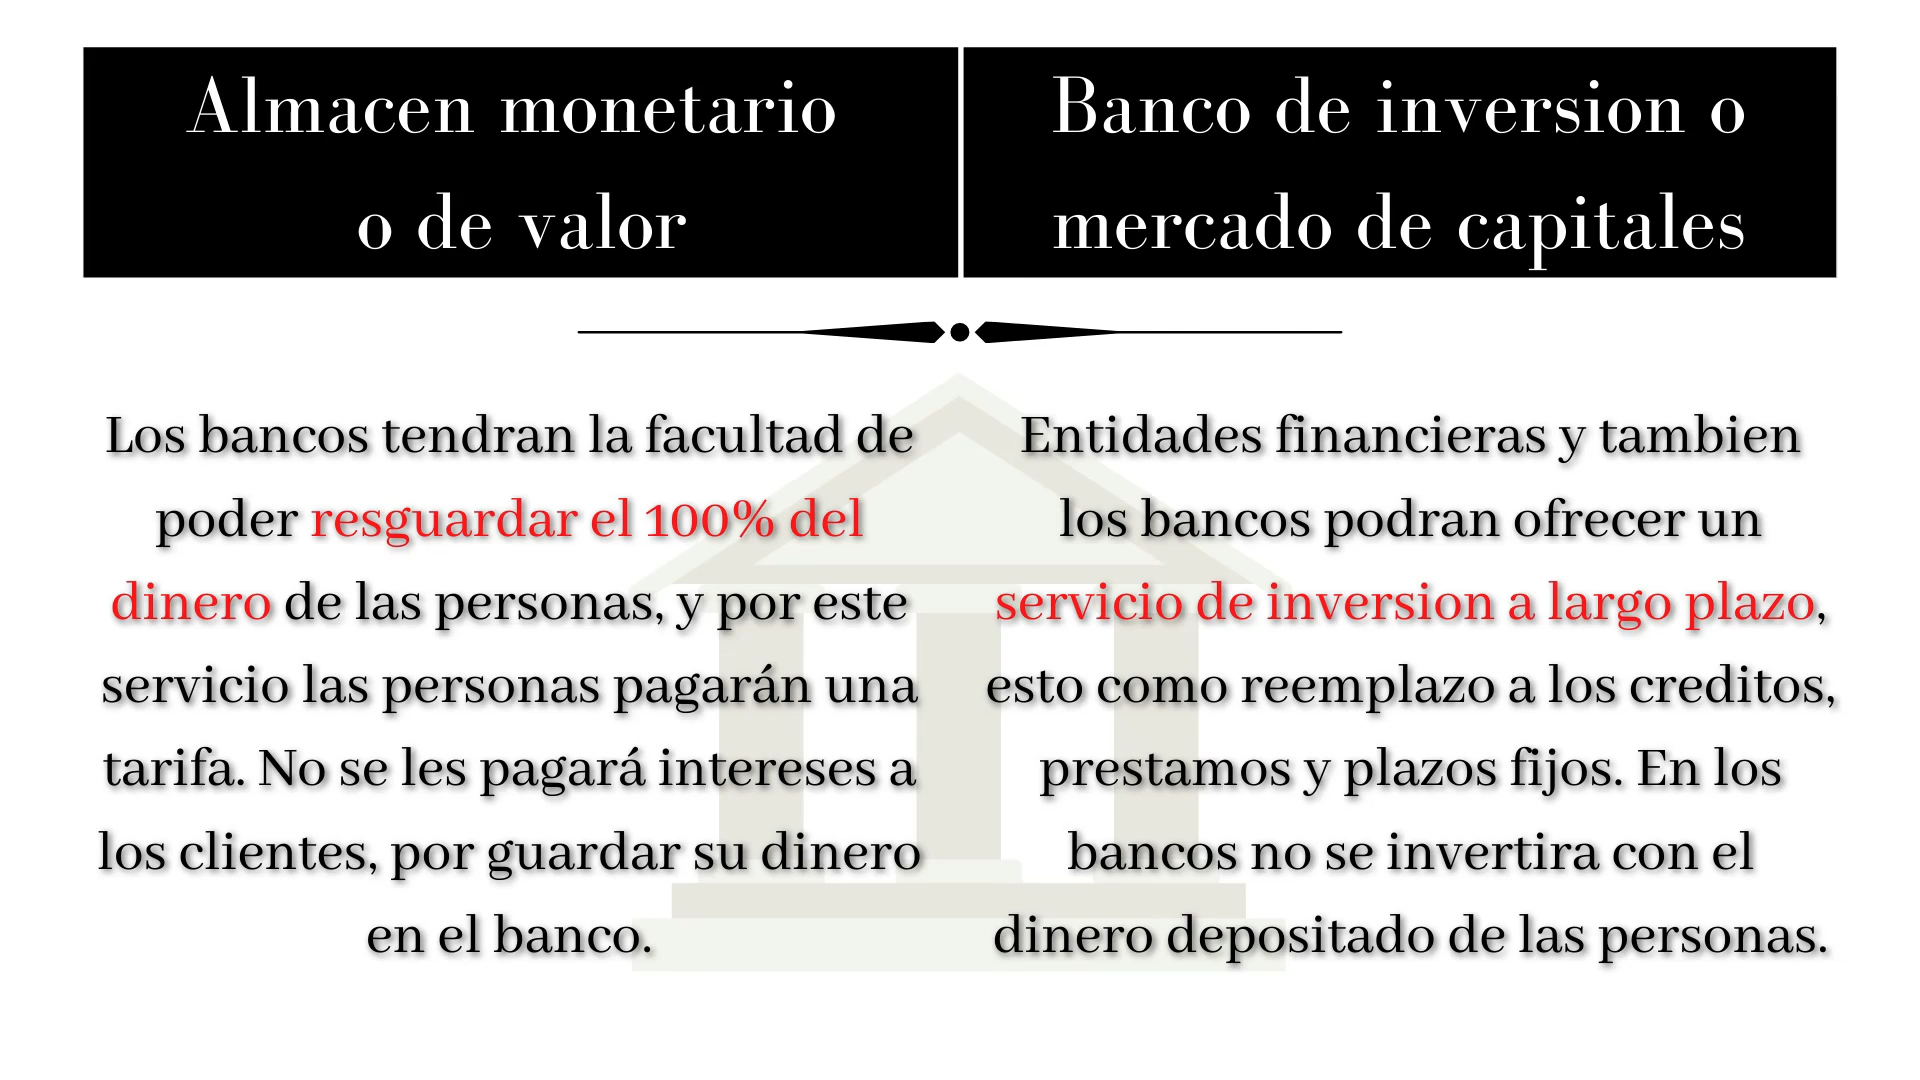 Almacen monetario
o de valor
Banco de inversion o
mercado de capitales
Los bancos tendran la facultad de
poder resguardar el 100% del
dinero de las personas, y por este
servicio las personas pagarán una
tarifa. No se les pagará intereses a
los clientes, por guardar su dinero
en el banco.
Entidades financieras y tambien
los bancos podran ofrecer un
servicio de inversion a largo plazo,
esto como reemplazo a los creditos,
prestamos y plazos fijos. En los
bancos no se invertira con el
dinero depositado de las personas.